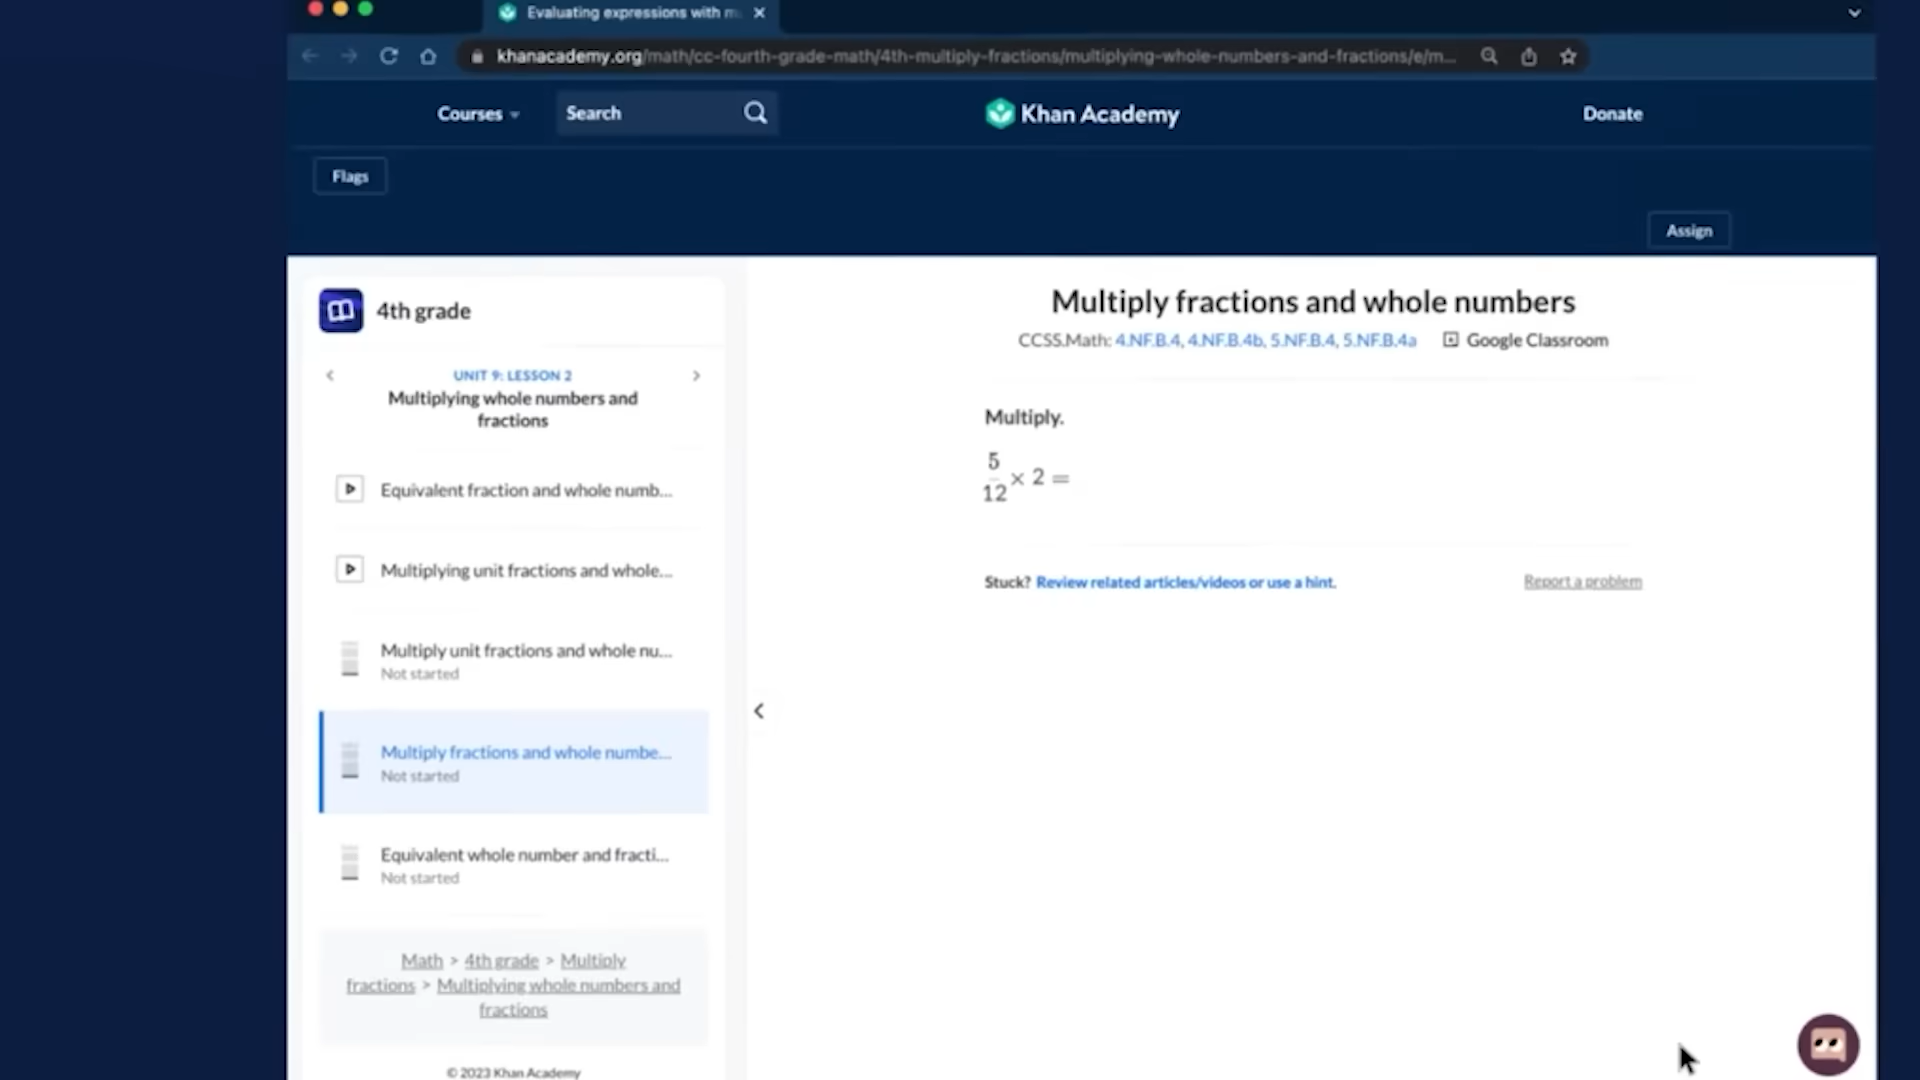 Evaluating expressions with m
khanacademy.org/math/cc-fourth-grade-math/4th-multiply-fractions/multiplying-whole-numbers-and-fractions/e/m...
Courses
Search
Khan Academy
Donate
Flags
Assign
4th grade
UNIT 9: LESSON 2
Multiplying whole numbers and
fractions
Equivalent fraction and whole numb...
Multiplying unit fractions and whole...
Multiply unit fractions and whole nu...
Not started
Multiply fractions and whole numbe...
Not started
Equivalent whole number and fracti...
Not started
Math > 4th grade > Multiply
fractions > Multiplying whole numbers and
fractions
© 2023 Khan Academy
Multiply fractions and whole numbers
CCSS.Math: 4.NF.B.4, 4.NF.B.4b, 5.NF.B.4, 5.NF.B.4a Google Classroom
Multiply.
5
12 × 2 =
Stuck? Review related articles/videos or use a hint.
Report a problem